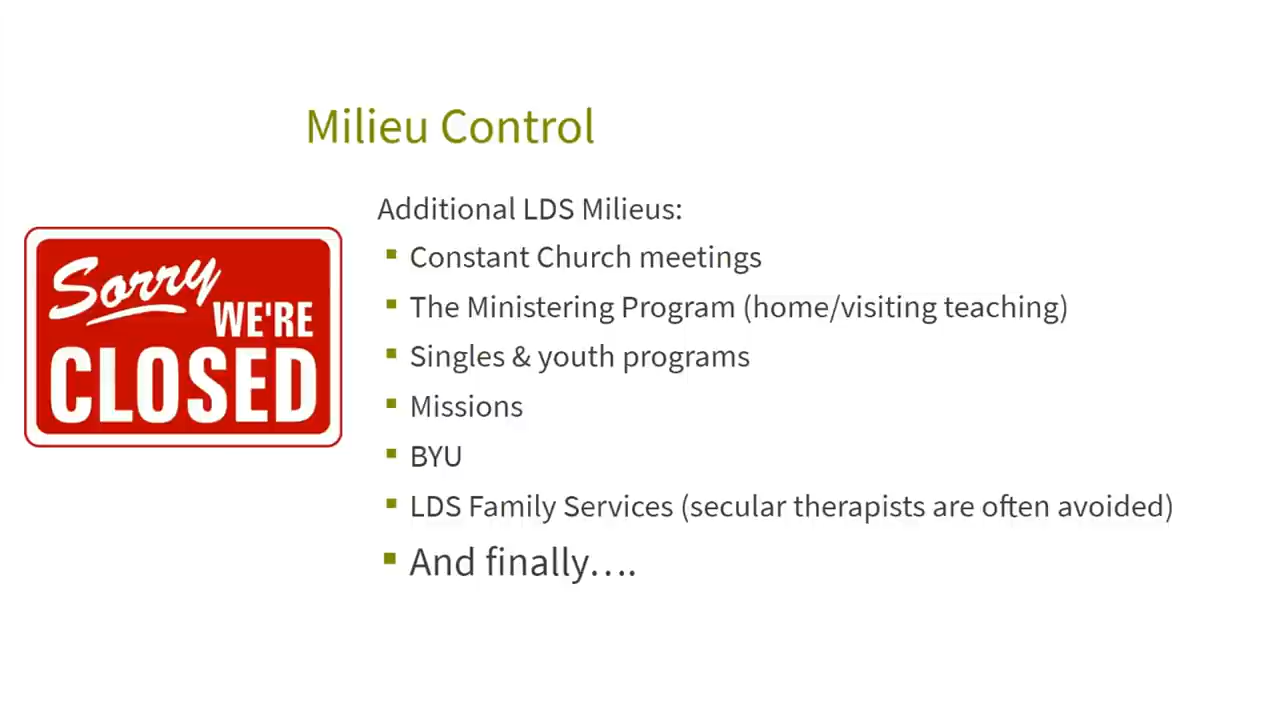 Milieu Control
Additional LDS Milieus:
▪ Constant Church meetings
▪ The Ministering Program (home/visiting teaching)
▪ Singles & youth programs
▪ Missions
▪ BYU
▪ LDS Family Services (secular therapists are often avoided)
▪ And finally….
Sorry
WE'RE
CLOSED